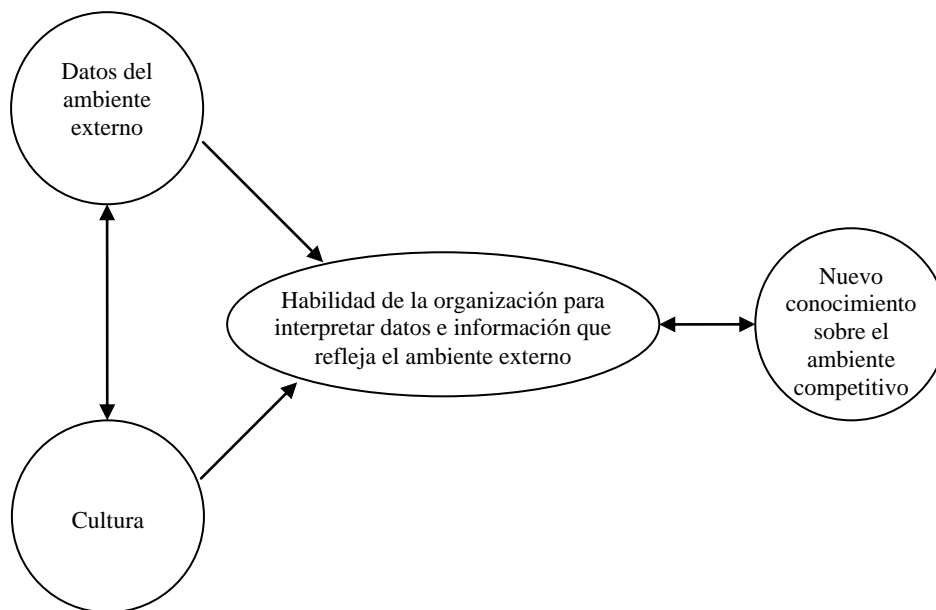 Datos del
ambiente
externo
Habilidad de la organización para
interpretar datos e información que
refleja el ambiente externo
Nuevo
conocimiento
sobre el
ambiente
competitivo
Cultura